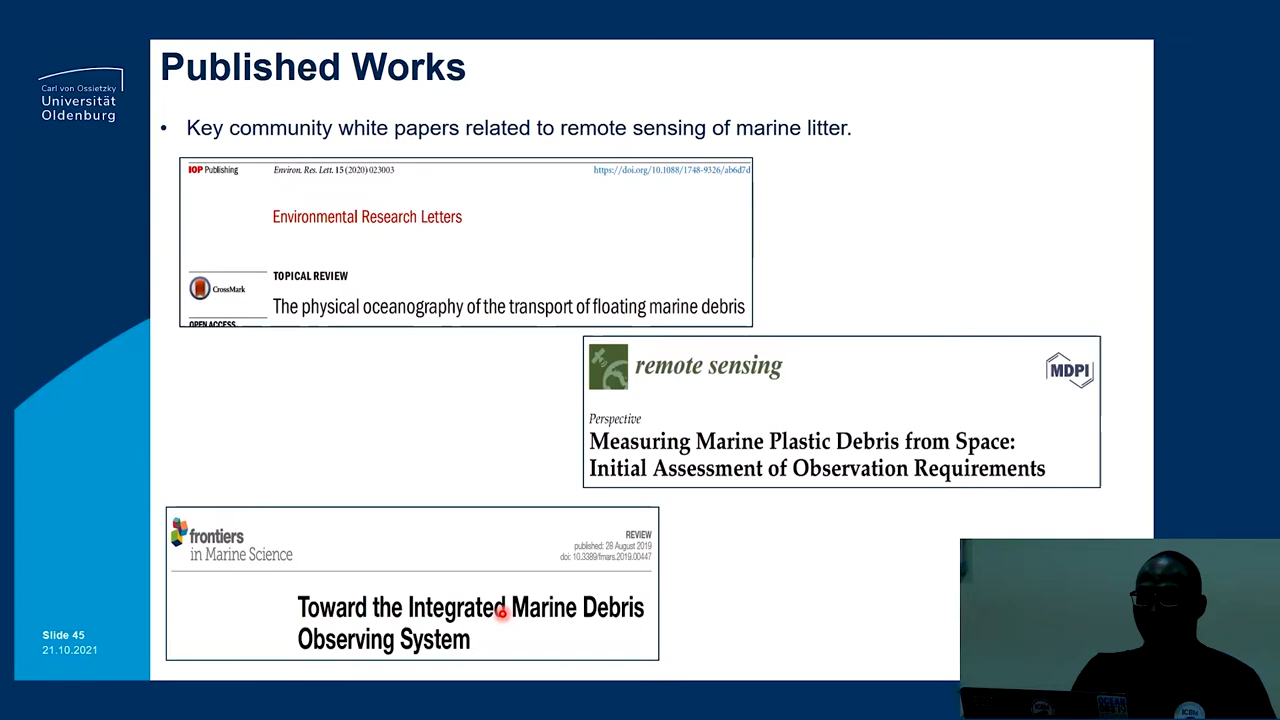 Published Works
Carl von Ossietzky
Universität
Oldenburg
• Key community white papers related to remote sensing of marine litter.
IOP Publishing
Environ. Res. Lett. 15 (2020) 023003
https://doi.org/10.1088/1748-9326/ab6d7d
Environmental Research Letters
CrossMark
TOPICAL REVIEW
The physical oceanography of the transport of floating marine debris
OPEN ACCESS
remote sensing
MDPI
Perspective
Measuring Marine Plastic Debris from Space:
Initial Assessment of Observation Requirements
frontiers
in Marine Science
REVIEW
published: 28 August 2019
doi: 10.3389/fmars.2019.00447
Toward the Integrated Marine Debris
Observing System
Slide 45
21.10.2021
ICBM